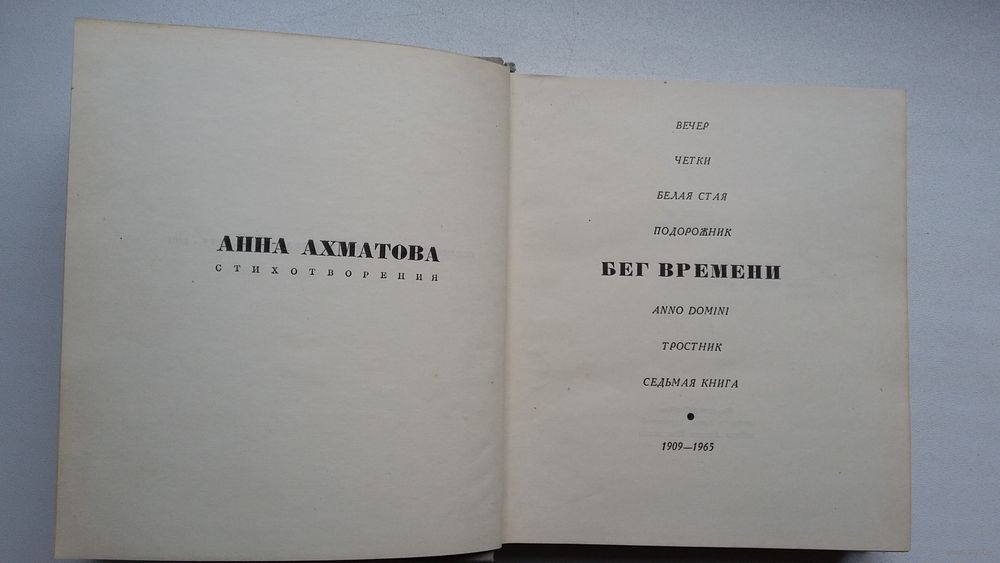 АННА АХМАТОВА
СТИХОТВОРЕНИЯ
ВЕЧЕР
ЧЕТКИ
БЕЛАЯ СТАЯ
ПОДОРОЖНИК
БЕГ ВРЕМЕНИ
ANNO DOMINI
ТРОСТНИК
СЕДЬМАЯ КНИГА
●
1909—1965